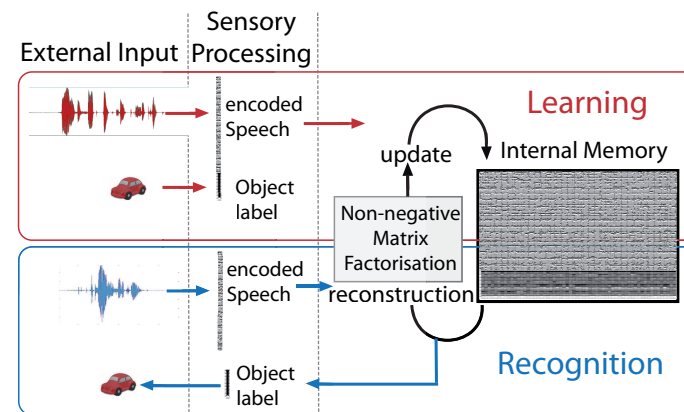 External Input
Sensory
Processing
Learning
encoded
Speech
Object
label
update
Internal Memory
Non-negative
Matrix
Factorisation
encoded
Speech
reconstruction
Object
label
Recognition